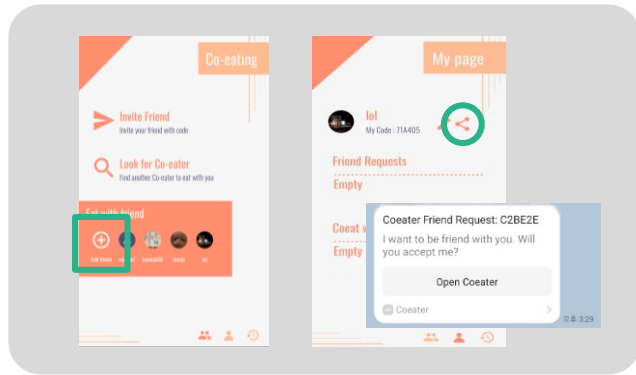 Co-eating
Invite Friend
Invite your friend with code
Look for Co-eater
Find another Co-eater to eat with you
Eat with friend
Add friend
lol
My page
lol
My Code : 71A405
Friend Requests
Empty
Coeat w
Empty
Coeater Friend Request: C2BE2E
I want to be friend with you. Will
you accept me?
Open Coeater
Coeater
오후 3:29